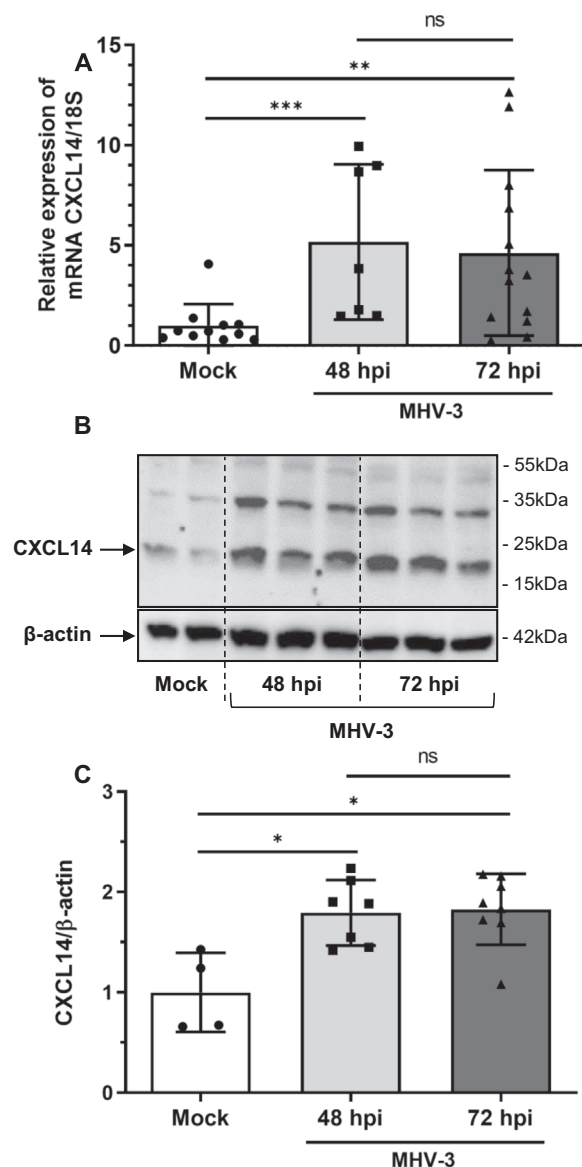 A
Relative expression of
mRNA CXCL14/18S
15
10
5
0
ns
**
***
Mock
48 hpi
72 hpi
MHV-3
B
CXCL14
β-actin
- 55kDa
- 35kDa
- 25kDa
- 15kDa
- 42kDa
Mock
48 hpi
72 hpi
MHV-3
C
CXCL14/β-actin
3
2
1
0
ns
*
*
Mock
48 hpi
72 hpi
MHV-3